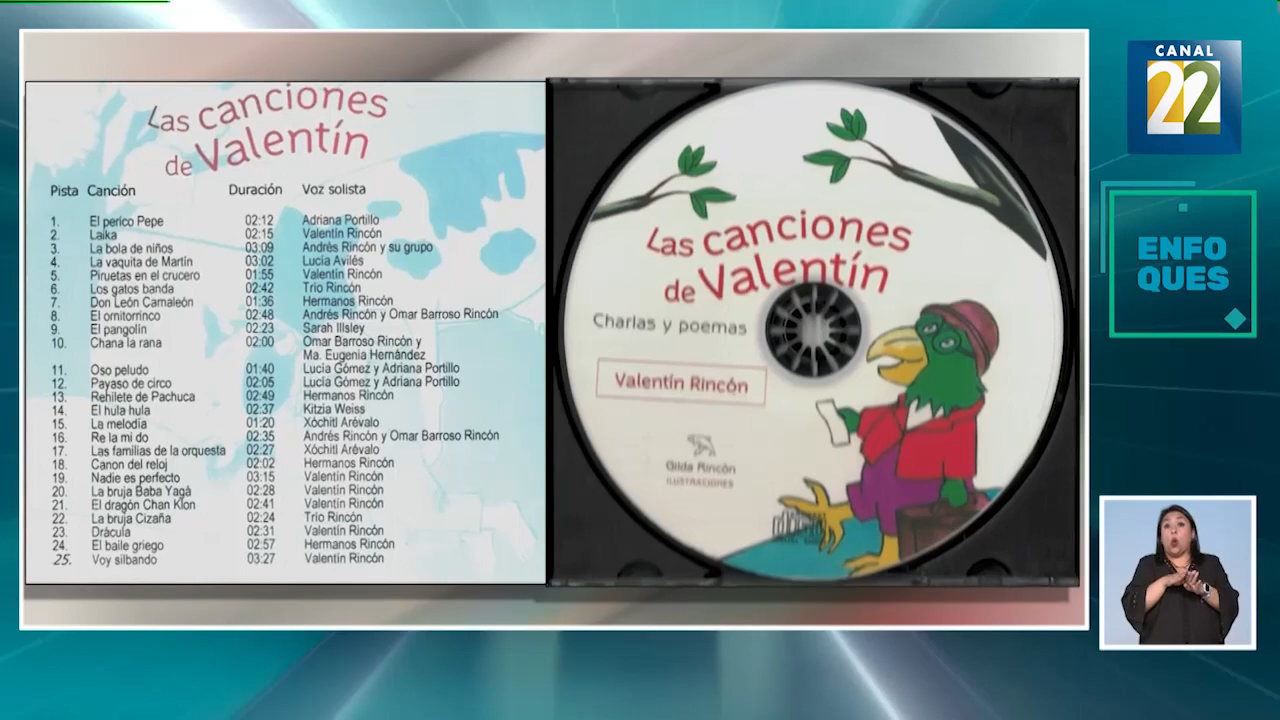 Las canciones
de Valentín
Pista Canción Duración Voz solista
1. El perico Pepe 02:12 Adriana Portillo
2. Laika 02:15 Valentín Rincón
3. La bola de niños 03:09 Andrés Rincón y su grupo
4. La vaquita de Martín 03:02 Lucía Avilés
5. Piruetas en el crucero 01:55 Valentín Rincón
6. Los gatos banda 02:42 Trio Rincón
7. Don León Camaleón 01:36 Hermanos Rincón
8. El ornitorrinco 02:48 Andrés Rincón y Omar Barroso Rincón
9. El pangolín 02:23 Sarah Illsley
10. Chana la rana 02:00 Omar Barroso Rincón y
Ma. Eugenia Hernández
11. Oso peludo 01:40 Lucía Gómez y Adriana Portillo
12. Payaso de circo 02:05 Lucía Gómez y Adriana Portillo
13. Rehilete de Pachuca 02:49 Hermanos Rincón
14. El hula hula 02:37 Kitzia Weiss
15. La melodía 01:20 Xóchitl Arévalo
16. Re la mi do 02:35 Andrés Rincón y Omar Barroso Rincón
17. Las familias de la orquesta 02:27 Xóchitl Arévalo
18. Canon del reloj 02:02 Hermanos Rincón
19. Nadie es perfecto 03:15 Valentín Rincón
20. La bruja Baba Yagá 02:28 Valentín Rincón
21. El dragón Chan Klon 02:41 Valentín Rincón
22. La bruja Cizaña 02:24 Trio Rincón
23. Drácula 02:31 Valentín Rincón
24. El baile griego 02:57 Hermanos Rincón
25. Voy silbando 03:27 Valentín Rincón
Las canciones
de Valentín
Charlas y poemas
Valentín Rincón
Gilda Rincón
ILUSTRACIONES
CANAL
22
ENFO
QUES